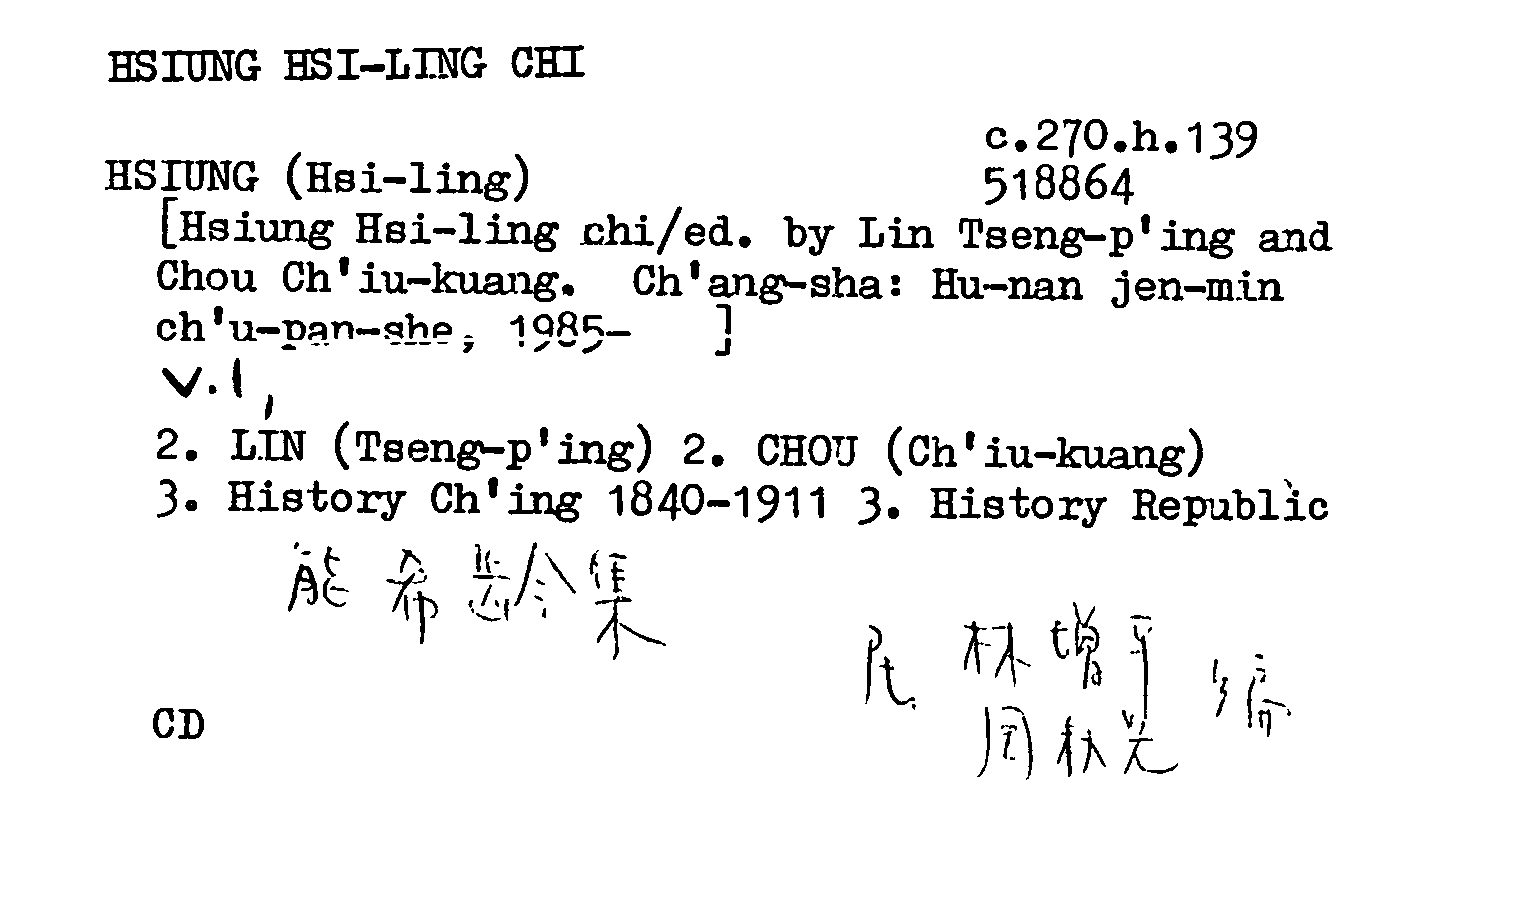 HSIUNG HSI-LING CHI
c.270.h.139
HSIUNG (Hsi-ling)
518864
[Hsiung Hsi-ling chi/ed. by Lin Tseng-p'ing and
Chou Ch'iu-kuang. Ch'ang-sha: Hu-nan jen-min
ch'u-pan-she, 1985- ]
v.1,
2. LIN (Tseng-p'ing) 2. CHOU (Ch'iu-kuang)
3. History Ch'ing 1840-1911 3. History Republic
熊希齡集
民 林增平 編
周秋光
CD